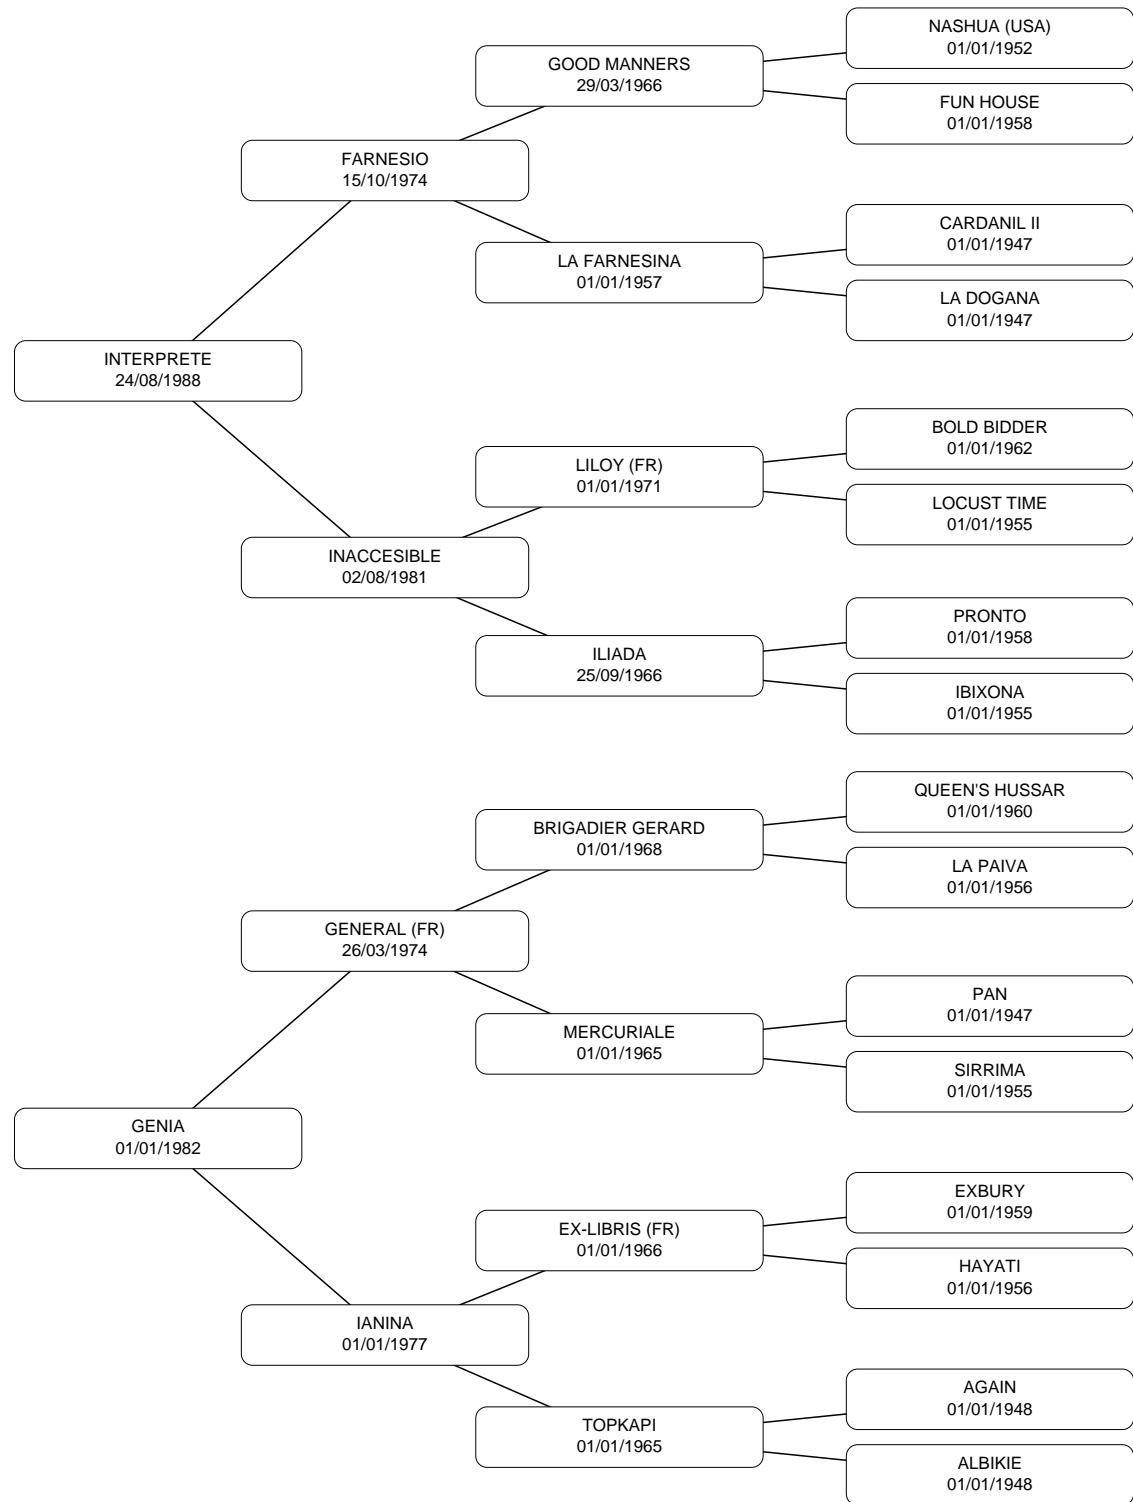 NASHUA (USA)
01/01/1952
GOOD MANNERS
29/03/1966
FUN HOUSE
01/01/1958
FARNESIO
15/10/1974
CARDANIL II
01/01/1947
LA FARNESINA
01/01/1957
LA DOGANA
01/01/1947
INTERPRETE
24/08/1988
BOLD BIDDER
01/01/1962
LILOY (FR)
01/01/1971
LOCUST TIME
01/01/1955
INACCESIBLE
02/08/1981
PRONTO
01/01/1958
ILIADA
25/09/1966
IBIXONA
01/01/1955
QUEEN'S HUSSAR
01/01/1960
BRIGADIER GERARD
01/01/1968
LA PAIVA
01/01/1956
GENERAL (FR)
26/03/1974
PAN
01/01/1947
MERCURIALE
01/01/1965
SIRRIMA
01/01/1955
GENIA
01/01/1982
EXBURY
01/01/1959
EX-LIBRIS (FR)
01/01/1966
HAYATI
01/01/1956
IANINA
01/01/1977
AGAIN
01/01/1948
TOPKAPI
01/01/1965
ALBIKIE
01/01/1948